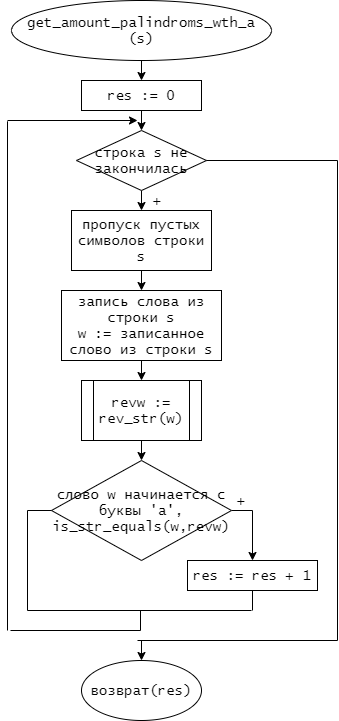 get_amount_palindroms_wth_a
(s)
res := 0
строка s не
закончилась
+
пропуск пустых
символов строки
s
запись слова из
строки s
w := записанное
слово из строки s
revw :=
rev_str(w)
слово w начинается с
буквы 'a',
is_str_equals(w,revw)
+
res := res + 1
возврат(res)